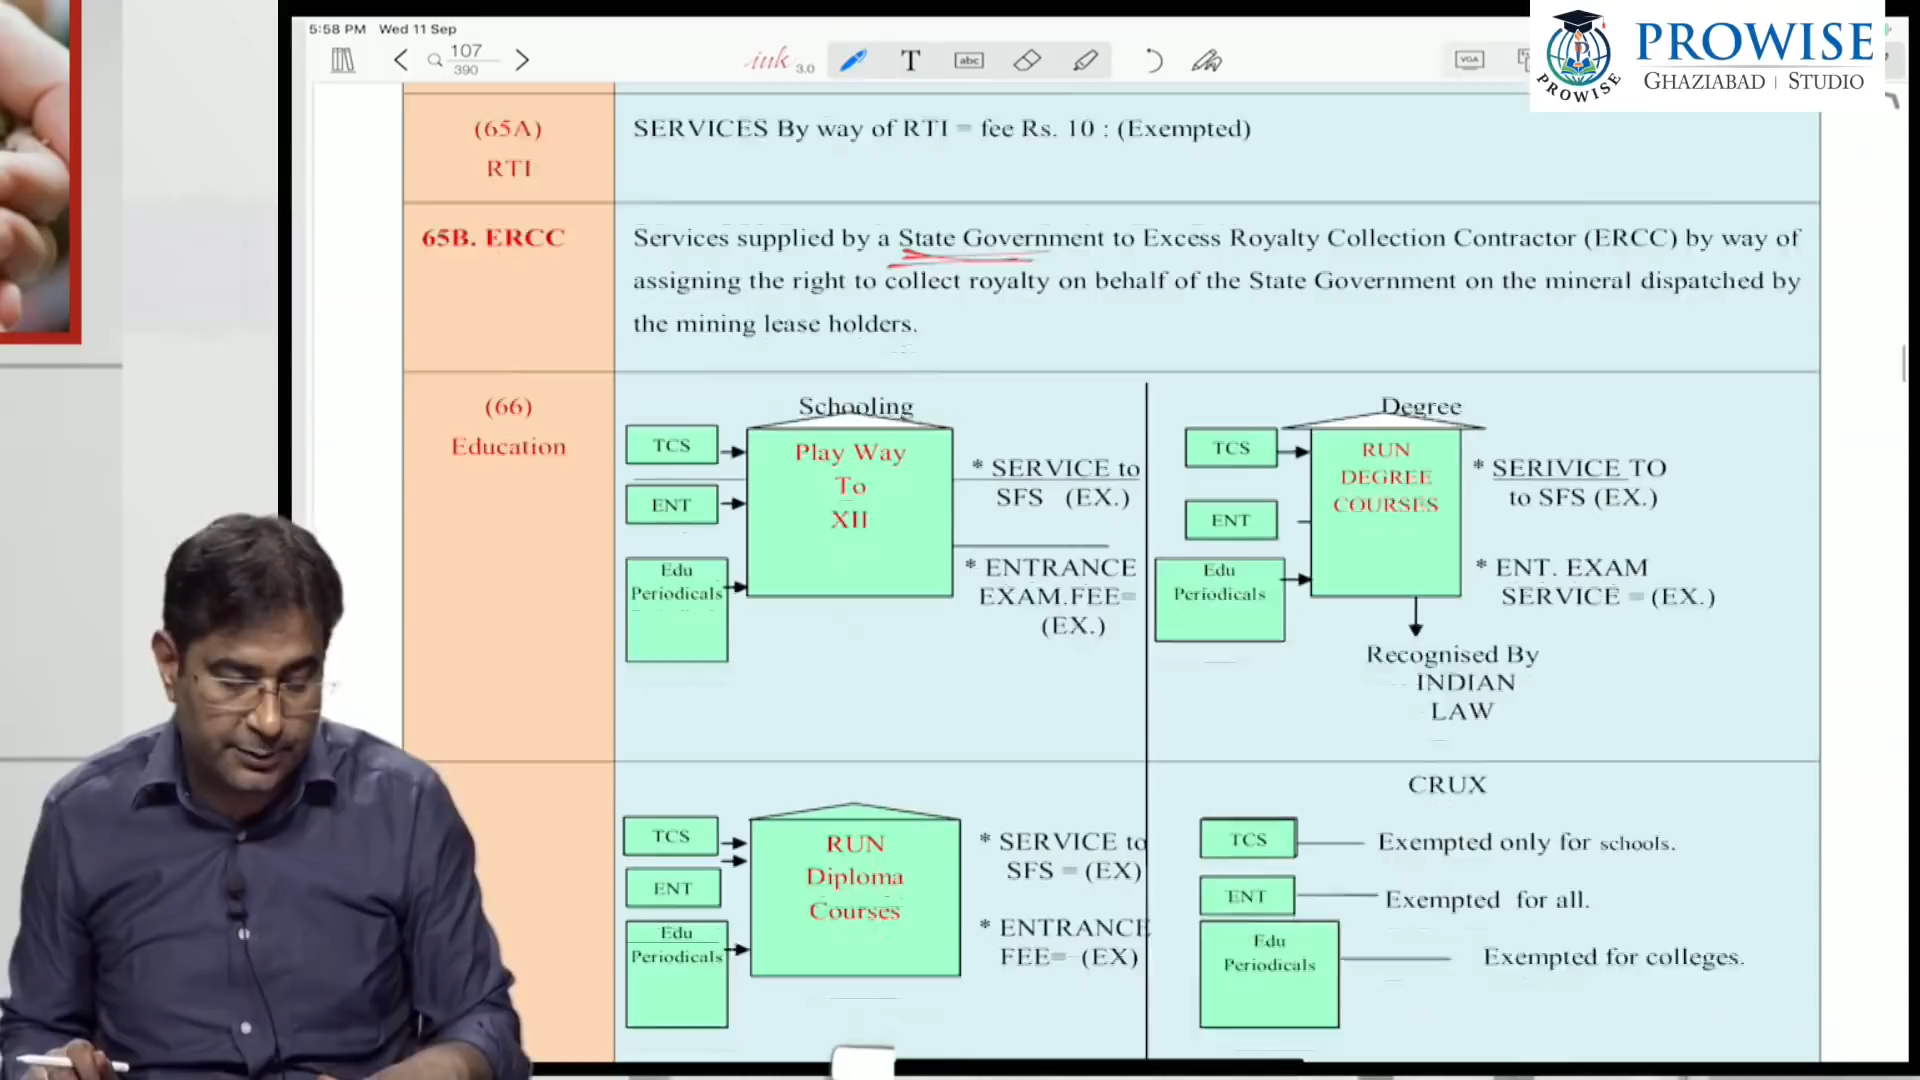 5:58 PM Wed 11 Sep
107
390
ink 3.0
T
abc
VGA
PROWISE
GHAZIABAD | STUDIO
PROWISE
(65A)
RTI
SERVICES By way of RTI = fee Rs. 10 : (Exempted)
65B. ERCC
Services supplied by a State Government to Excess Royalty Collection Contractor (ERCC) by way of
assigning the right to collect royalty on behalf of the State Government on the mineral dispatched by
the mining lease holders.
(66)
Education
Schooling
TCS
ENT
Edu
Periodicals
Play Way
To
XII
* SERVICE to
SFS (EX.)
* ENTRANCE
EXAM.FEE=
(EX.)
Degree
TCS
ENT
Edu
Periodicals
RUN
DEGREE
COURSES
* SERIVICE TO
to SFS (EX.)
* ENT. EXAM
SERVICE = (EX.)
Recognised By
INDIAN
LAW
TCS
ENT
Edu
Periodicals
RUN
Diploma
Courses
* SERVICE to
SFS = (EX)
* ENTRANCE
FEE= (EX)
CRUX
TCS
Exempted only for schools.
ENT
Exempted for all.
Edu
Periodicals
Exempted for colleges.